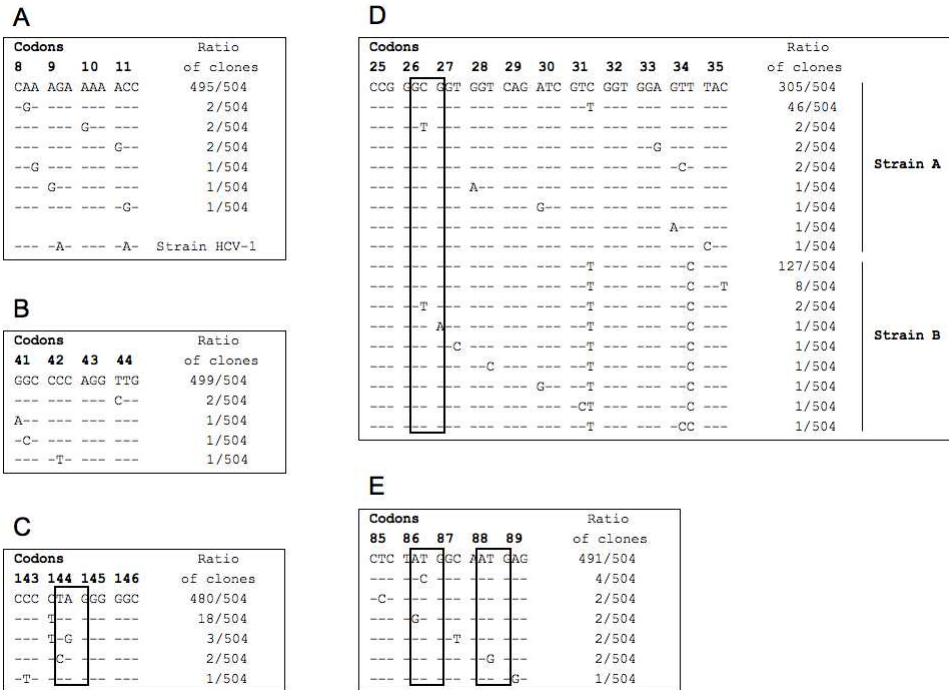 A
Codons Ratio
8 9 10 11 of clones
CAA AGA AAA ACC 495/504
-G- --- --- --- 2/504
--- --- G-- --- 2/504
--- --- --- G-- 2/504
--G --- --- --- 1/504
--- G-- --- --- 1/504
--- --- --- -G- 1/504
--- -A- --- -A- Strain HCV-1
B
Codons Ratio
41 42 43 44 of clones
GGC CCC AGG TTG 499/504
--- --- --- C-- 2/504
A-- --- --- --- 1/504
-C- --- --- --- 1/504
--- -T- --- --- 1/504
C
Codons Ratio
143 144 145 146 of clones
CCC CTA GGG GGC 480/504
--- T-- --- --- 18/504
--- T-G --- --- 3/504
--- -C- --- --- 2/504
-T- --- --- --- 1/504
D
Codons Ratio
25 26 27 28 29 30 31 32 33 34 35 of clones
CCG GGC GGT GGT CAG ATC GTC GGT GGA GTT TAC 305/504
--- --- --- --- --- --- --T --- --- --- --- 46/504
--- --T --- --- --- --- --- --- --- --- --- 2/504
--- --- --- --- --- --- --- --- --G --- --- 2/504
--- --- --- --- --- --- --- --- --- -C- --- 2/504
Strain A
--- --- --- A-- --- --- --- --- --- --- --- 1/504
--- --- --- --- --- G-- --- --- --- --- --- 1/504
--- --- --- --- --- --- --- --- --- A-- --- 1/504
--- --- --- --- --- --- --- --- --- --- C-- 1/504
--- --- --- --- --- --- --T --- --- --C --- 127/504
--- --- --- --- --- --- --T --- --- --C --T 8/504
--- --T --- --- --- --- --T --- --- --C --- 2/504
--- --- A-- --- --- --- --T --- --- --C --- 1/504
Strain B
--- --- --C --- --- --- --T --- --- --C --- 1/504
--- --- --- --C --- --- --T --- --- --C --- 1/504
--- --- --- --- --- G-- --T --- --- --C --- 1/504
--- --- --- --- --- --- -CT --- --- --C --- 1/504
--- --- --- --- --- --- --T --- --- -CC --- 1/504
E
Codons Ratio
85 86 87 88 89 of clones
CTC TAT GGC AAT GAG 491/504
--- --C --- --- --- 4/504
-C- --- --- --- --- 2/504
--- -G- --- --- --- 2/504
--- --- --T --- --- 2/504
--- --- --- --G --- 2/504
--- --- --- --- -G- 1/504